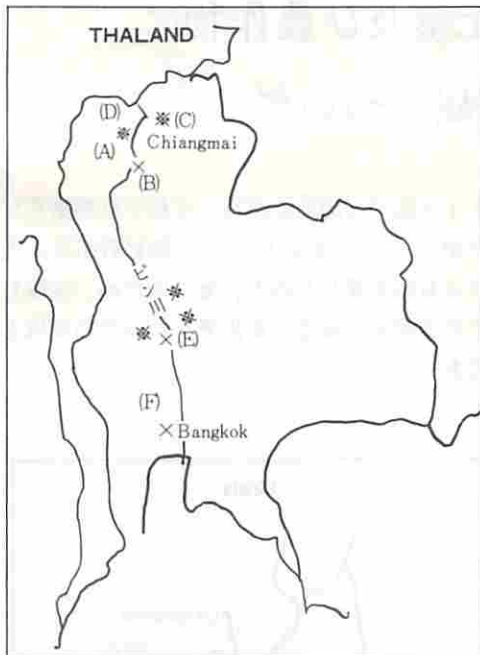 THALAND
(D)
※(C)
(A)
Chiangmai
(B)
ピン川
(E)
(F)
Bangkok